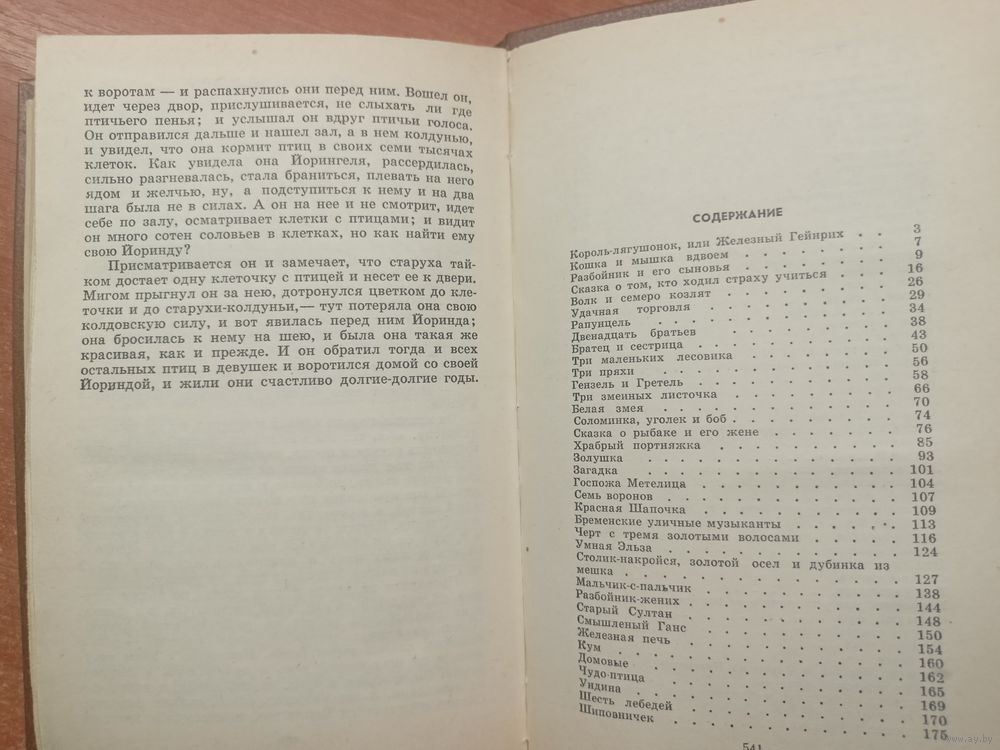 к воротам — и распахнулись они перед ним. Вошел он,
идет через двор, прислушивается, не слыхать ли где
птичьего пенья; и услышал он вдруг птичьи голоса.
Он отправился дальше и нашел зал, а в нем колдунью,
и увидел, что она кормит птиц в своих семи тысячах
клеток. Как увидела она Йорингеля, рассердилась,
сильно разгневалась, стала браниться, плевать на него
ядом и желчью, ну, а подступиться к нему и на два
шага была не в силах. А он на нее и не смотрит, идет
себе по залу, осматривает клетки с птицами; и видит
он много сотен соловьев в клетках, но как найти ему
свою Йоринду?
Присматривается он и замечает, что старуха тай-
ком достает одну клеточку с птицей и несет ее к двери.
Мигом прыгнул он за нею, дотронулся цветком до кле-
точки и до старухи-колдуньи,— тут потеряла она свою
колдовскую силу, и вот явилась перед ним Йоринда;
она бросилась к нему на шею, и была она такая же
красивая, как и прежде. И он обратил тогда и всех
остальных птиц в девушек и воротился домой со своей
Йориндой, и жили они счастливо долгие-долгие годы.
СОДЕРЖАНИЕ
Король-лягушонок, или Железный Гейнрих . . 3
Кошка и мышка вдвоем . . . . . . 7
Разбойник и его сыновья . . . . . . 9
Сказка о том, кто ходил страху учиться . . . 16
Волк и семеро козлят . . . . . . . 26
Удачная торговля . . . . . . . 29
Рапунцель . . . . . . . . . 34
Двенадцать братьев . . . . . . . 38
Братец и сестрица . . . . . . . 43
Три маленьких лесовика . . . . . . 50
Три пряхи . . . . . . . . . 56
Гензель и Гретель . . . . . . . . 58
Три змеиных листочка . . . . . . . 66
Белая змея . . . . . . . . . 70
Соломинка, уголек и боб . . . . . . . 74
Сказка о рыбаке и его жене . . . . . . 76
Храбрый портняжка . . . . . . . . 85
Золушка . . . . . . . . . . 93
Загадка . . . . . . . . . . 101
Госпожа Метелица . . . . . . . . 104
Семь воронов . . . . . . . . . 107
Красная Шапочка . . . . . . . . 109
Бременские уличные музыканты . . . . . 113
Черт с тремя золотыми волосами . . . . . 116
Умная Эльза . . . . . . . . . 124
Столик-накройся, золотой осел и дубинка из
мешка . . . . . . . . . . . 127
Мальчик-с-пальчик . . . . . . . . 138
Разбойник-жених . . . . . . . . . 144
Старый Султан . . . . . . . . . 148
Смышленый Ганс . . . . . . . . . 150
Железная печь . . . . . . . . . 154
Кум . . . . . . . . . . . 160
Домовые . . . . . . . . . . 162
Чудо-птица . . . . . . . . . . 165
Ундина . . . . . . . . . . . 169
Шесть лебедей . . . . . . . . . 170
Шиповничек . . . . . . . . . . 175
541
www.ay.by